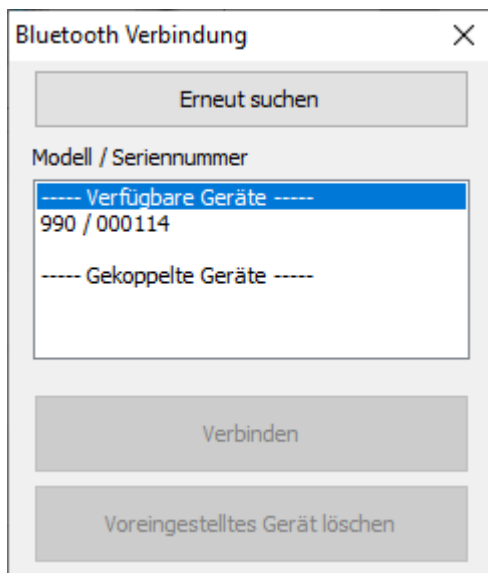 Bluetooth Verbindung
Erneut suchen
Modell / Seriennummer
----- Verfügbare Geräte -----
990 / 000114
----- Gekoppelte Geräte -----
Verbinden
Voreingestelltes Gerät löschen